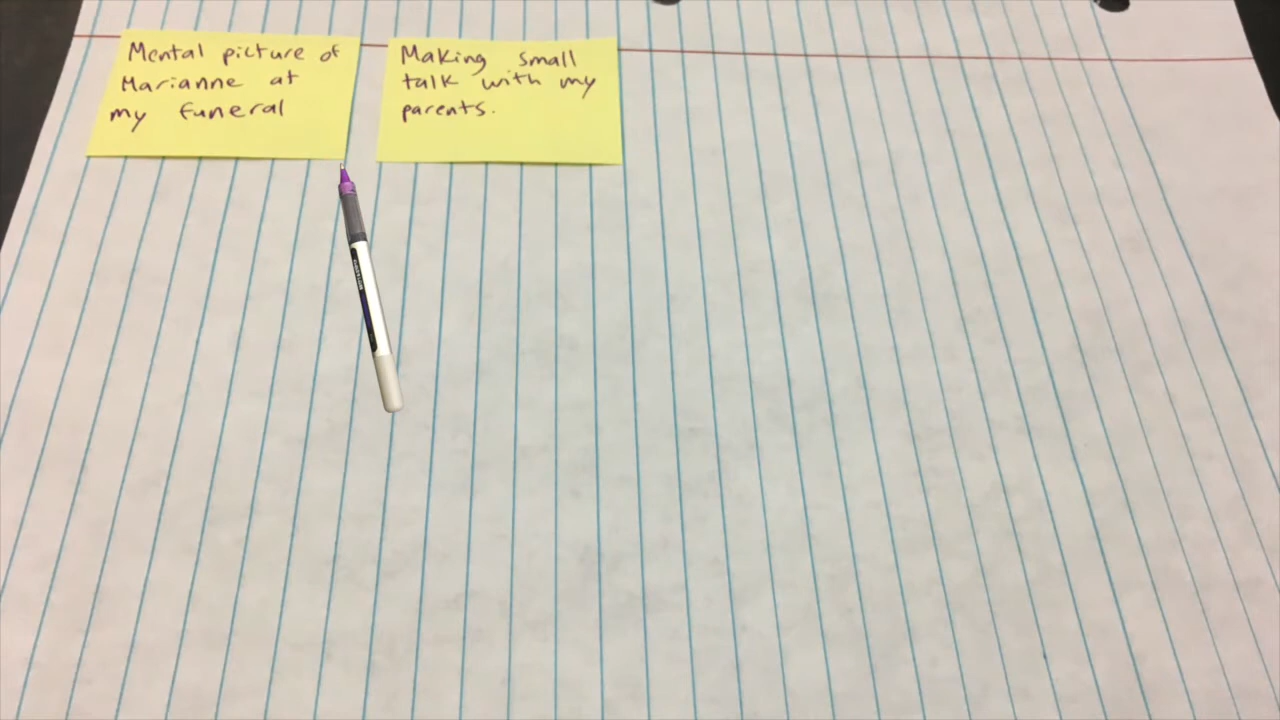 Mental picture of
Marianne at
my funeral
Making small
talk with my
parents.